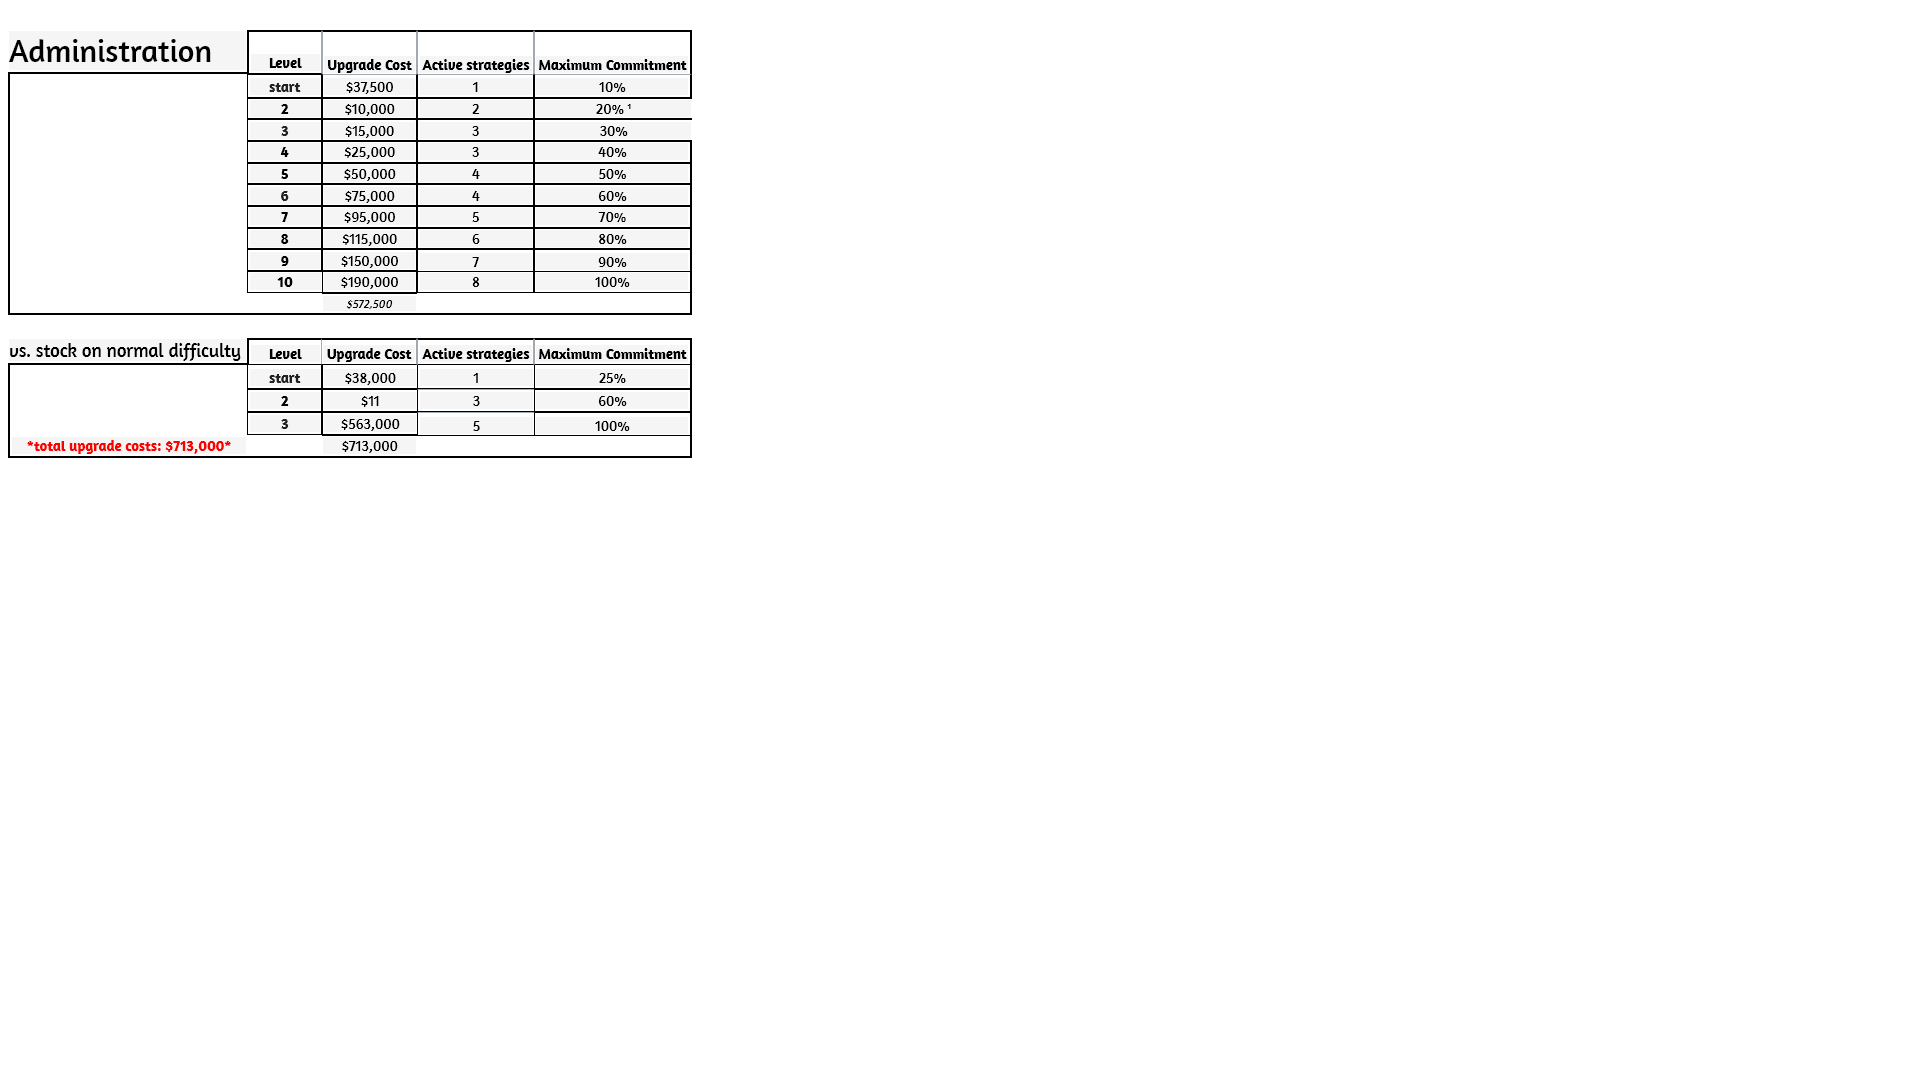 Administration
Level Upgrade Cost Active strategies Maximum Commitment
start $37,500 1 10%
2 $10,000 2 20% ¹
3 $15,000 3 30%
4 $25,000 3 40%
5 $50,000 4 50%
6 $75,000 4 60%
7 $95,000 5 70%
8 $115,000 6 80%
9 $150,000 7 90%
10 $190,000 8 100%
$572,500
vs. stock on normal difficulty Level Upgrade Cost Active strategies Maximum Commitment
start $38,000 1 25%
2 $11 3 60%
3 $563,000 5 100%
*total upgrade costs: $713,000* $713,000